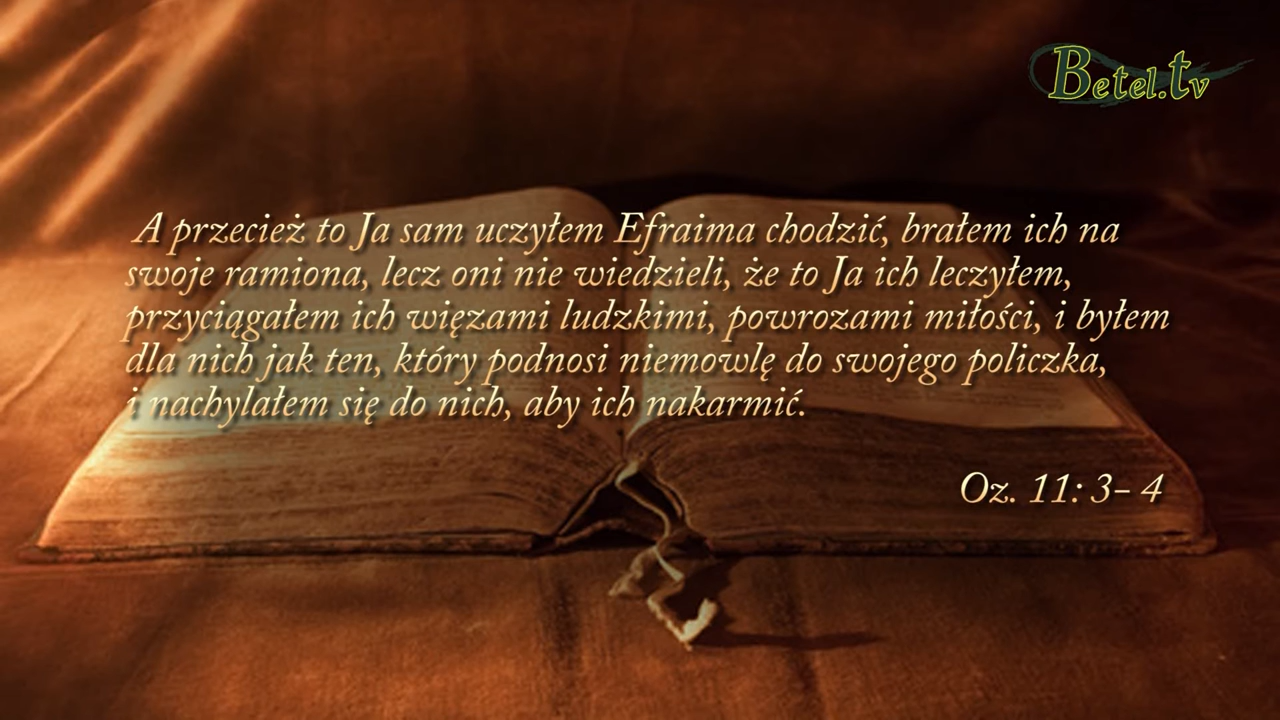 Betel.tv
A przecież to Ja sam uczyłem Efraima chodzić, brałem ich na
swoje ramiona, lecz oni nie wiedzieli, że to Ja ich leczyłem,
przyciągałem ich więzami ludzkimi, powrozami miłości, i byłem
dla nich jak ten, który podnosi niemowlę do swojego policzka,
i nachylałem się do nich, aby ich nakarmić.
Oz. 11: 3- 4